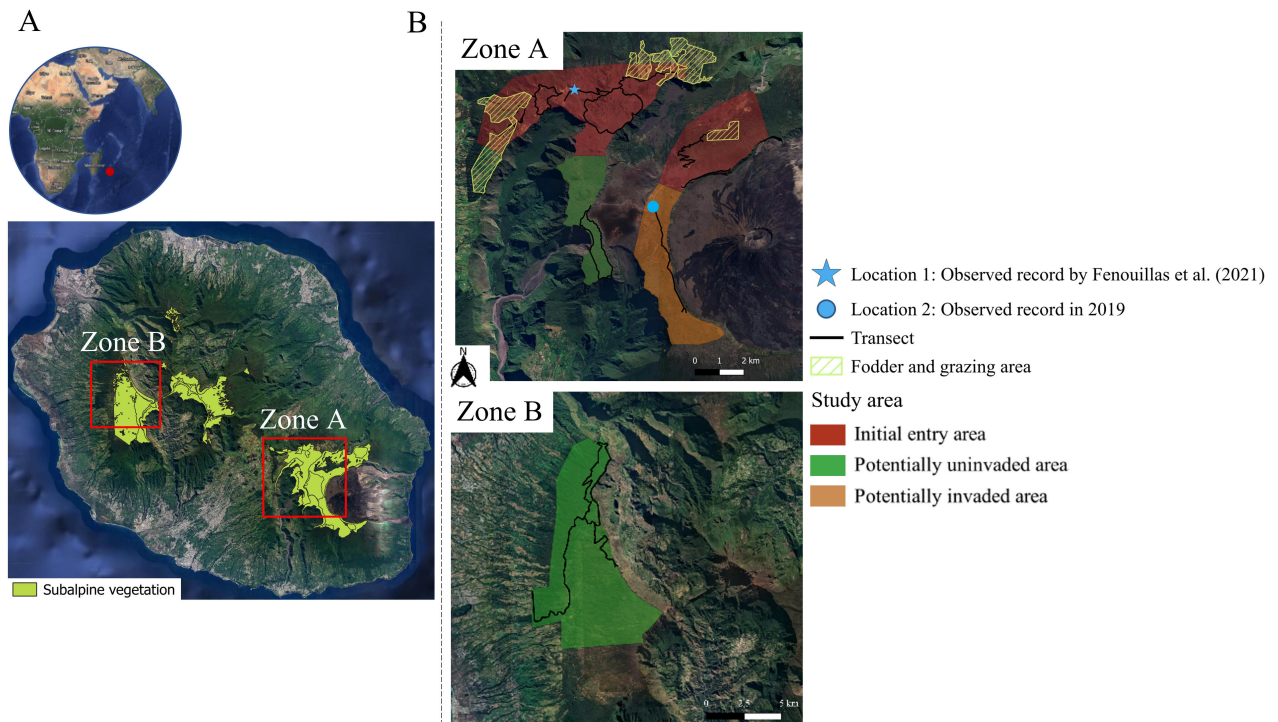 A
B
Zone A
Zone B
Zone A
Subalpine vegetation
N
0 1 2 km
Zone B
0 2.5 5 km
Location 1: Observed record by Fenouillas et al. (2021)
Location 2: Observed record in 2019
Transect
Fodder and grazing area
Study area
Initial entry area
Potentially uninvaded area
Potentially invaded area